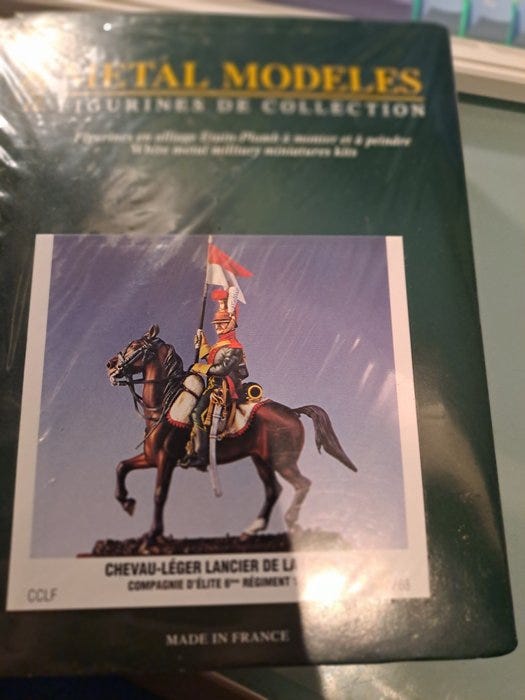 METAL MODELES
FIGURINES DE COLLECTION
Figurines en alliage Etain-Plomb à monter et à peindre
White metal military miniatures kits
CHEVAU-LÉGER LANCIER DE
COMPAGNIE D'ÉLITE 6ème RÉGIMENT
CCLF
MADE IN FRANCE